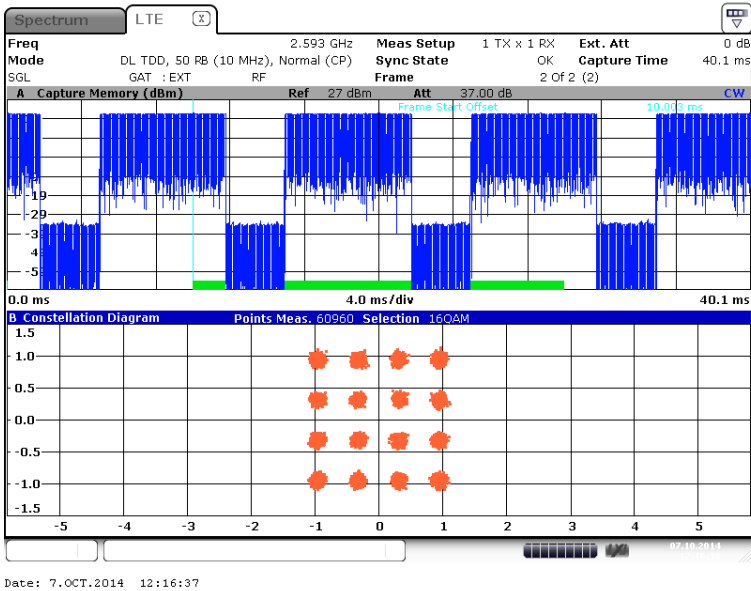 Spectrum LTE X
Freq 2.593 GHz Meas Setup 1 TX x 1 RX Ext. Att 0 dB
Mode DL TDD, 50 RB (10 MHz), Normal (CP) Sync State OK Capture Time 40.1 ms
SGL GAT : EXT RF Frame 2 Of 2 (2)
A Capture Memory (dBm) Ref 27 dBm Att 37.00 dB CW
Frame Start Offset 10.003 ms
-19
-29
0.0 ms 4.0 ms/div 40.1 ms
B Constellation Diagram Points Meas. 60960 Selection 16QAM
1.5
1.0
0.5
0.0
-0.5
-1.0
-1.5
-5 -4 -3 -2 -1 0 1 2 3 4 5
07.10.2014
Date: 7.OCT.2014 12:16:37